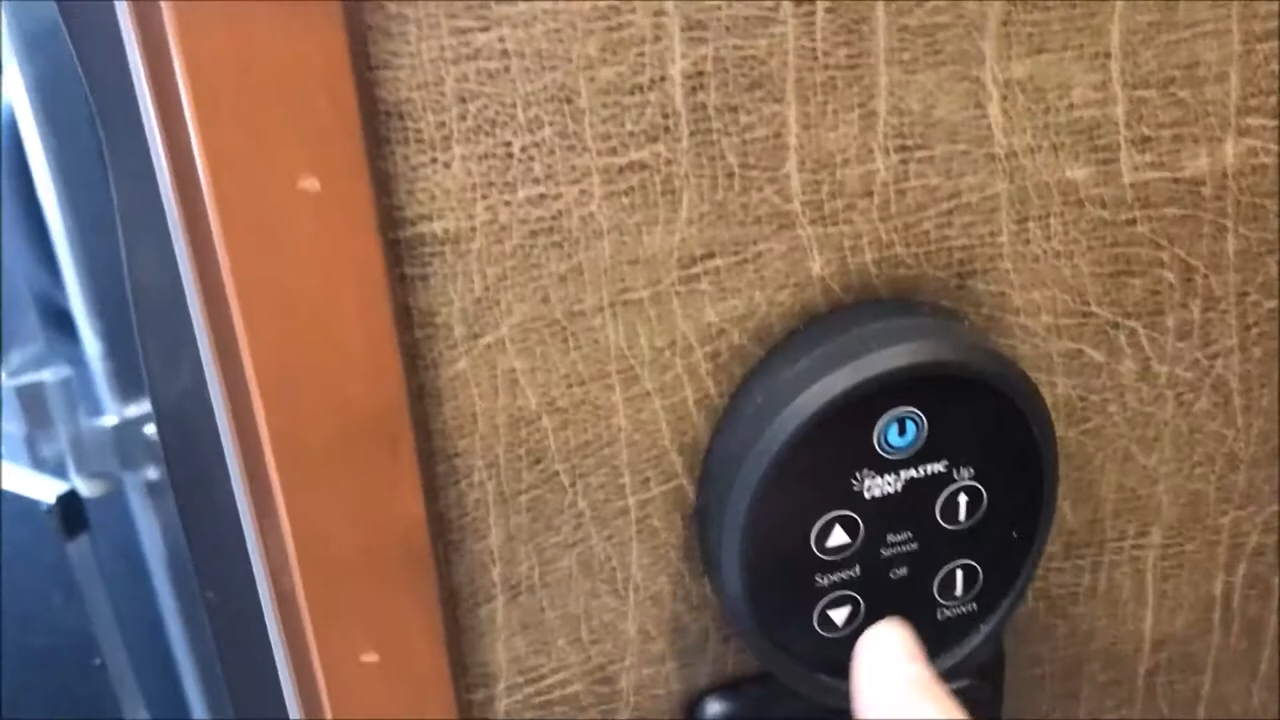 FAN-TASTIC
VENT
Up
Rain
Sensor
Speed
Off
Down